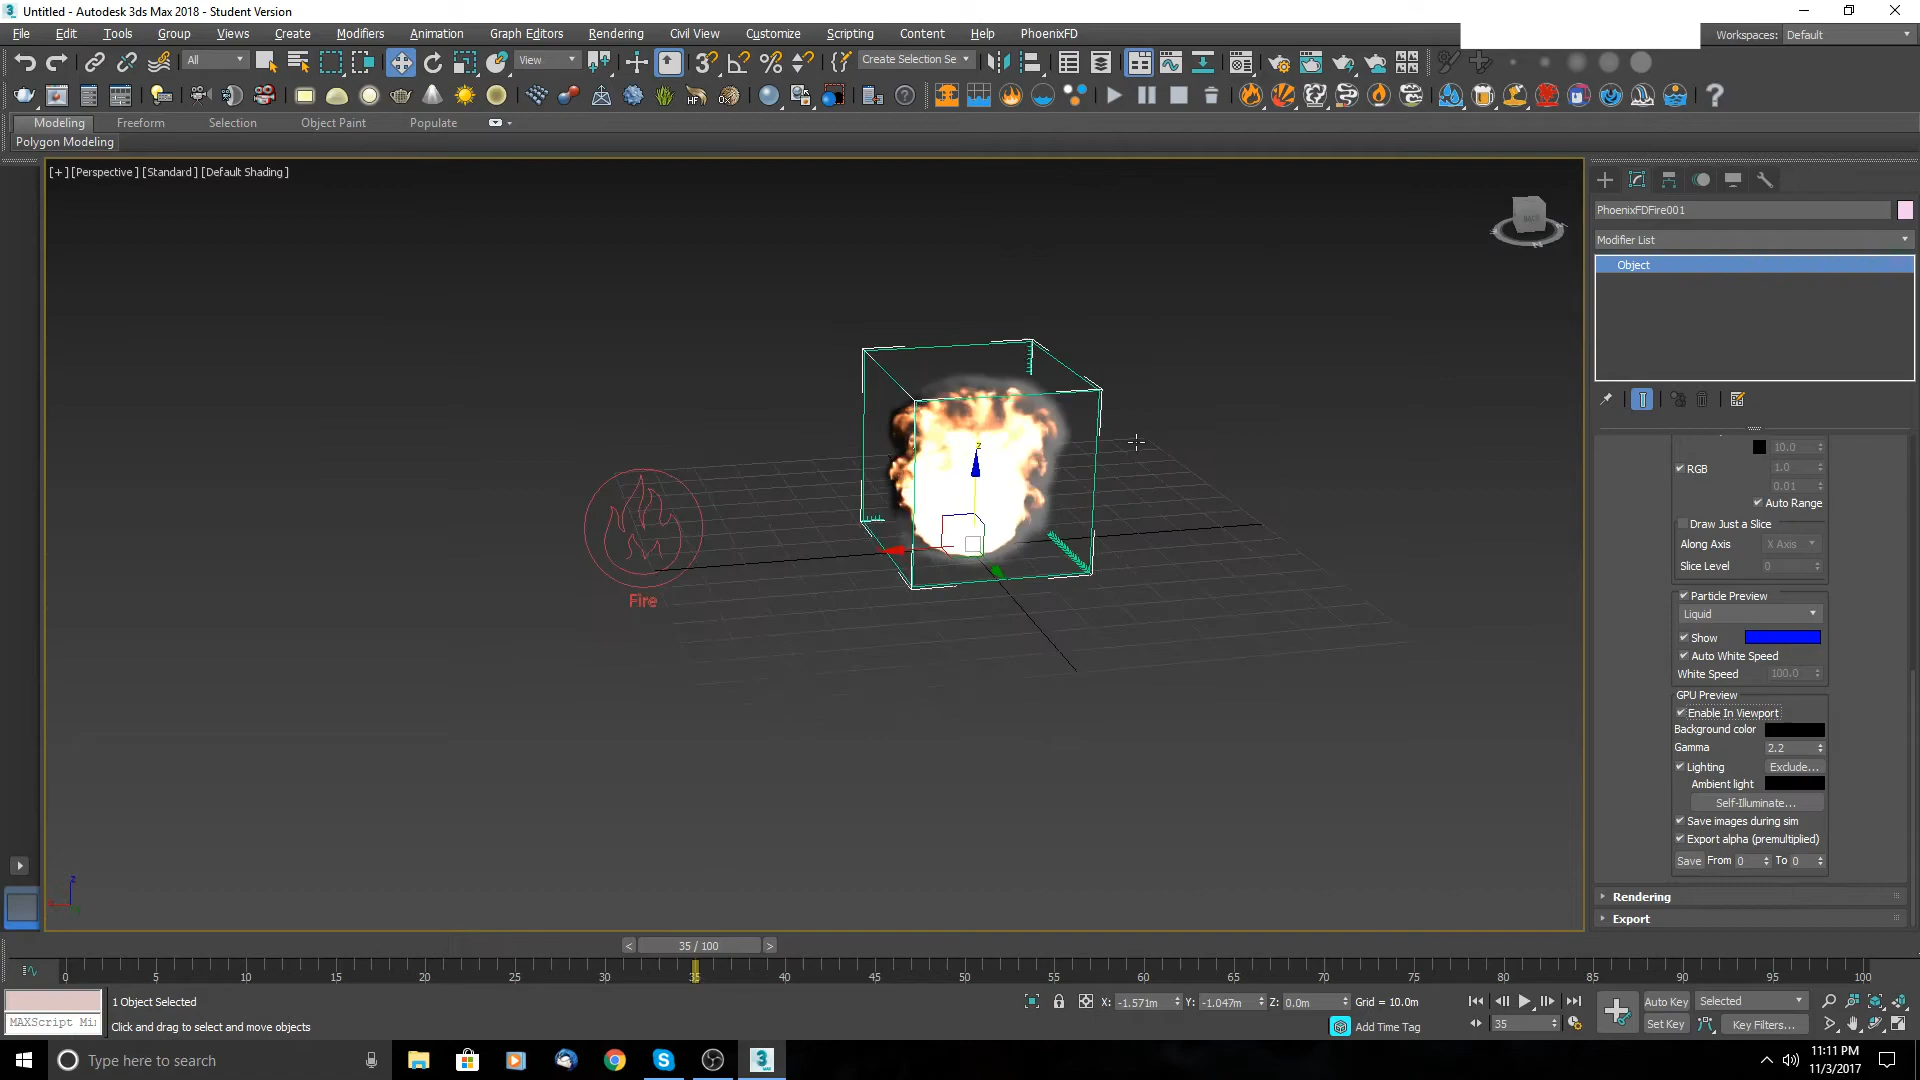 Untitled - Autodesk 3ds Max 2018 - Student Version
File Edit Tools Group Views Create Modifiers Animation Graph Editors Rendering Civil View Customize Scripting Content Help PhoenixFD Workspaces: Default
All View Create Selection Se
Modeling Freeform Selection Object Paint Populate
Polygon Modeling
[+] [Perspective] [Standard] [Default Shading]
PhoenixFDFire001
Modifier List
Object
10.0
RGB 1.0
0.01
Auto Range
Draw Just a Slice
Along Axis X Axis
Slice Level 0
Particle Preview
Liquid
Show
Auto White Speed
White Speed 100.0
GPU Preview
Enable In Viewport
Background color
Gamma 2.2
Lighting Exclude...
Ambient light
Self-Illuminate...
Save images during sim
Export alpha (premultiplied)
Save From 0 To 0
Rendering
Export
Fire
z
z
< 35 / 100 >
0 5 10 15 20 25 30 35 40 45 50 55 60 65 70 75 80 85 90 95 100
1 Object Selected X: -1.571m Y: -1.047m Z: 0.0m Grid = 10.0m Auto Key Selected
MAXScript Mi Click and drag to select and move objects Add Time Tag 35 Set Key Key Filters...
Type here to search
11:11 PM
11/3/2017